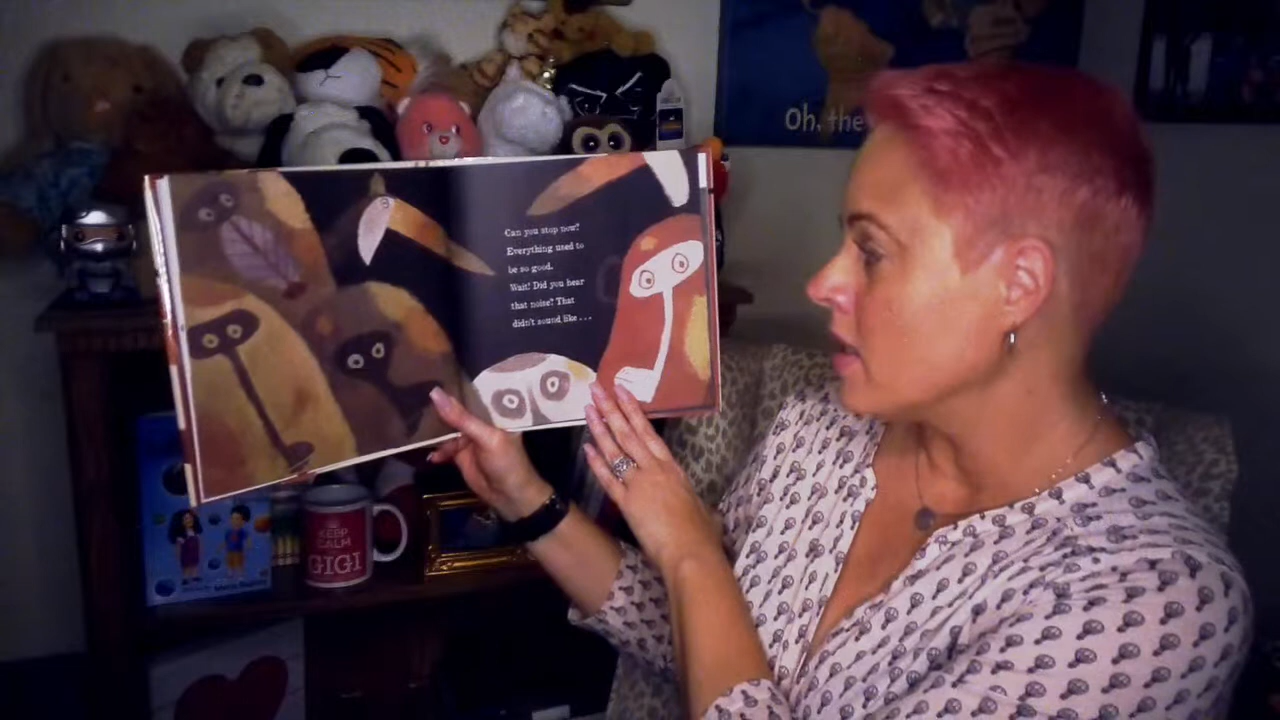 Oh, the
Can you stop now?
Everything used to
be so good.
Wait! Did you hear
that noise? That
didn't sound like . . .
KEEP
CALM
GIGI